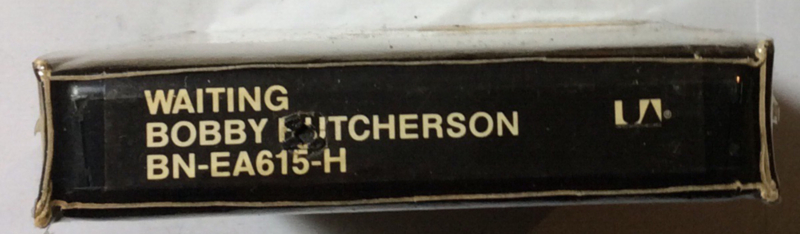 WAITING
BOBBY HUTCHERSON
BN-EA615-H
UA®